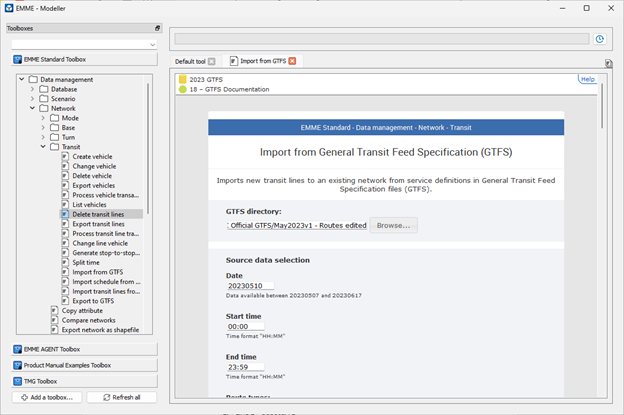 EMME - Modeller
Toolboxes
EMME Standard Toolbox
Data management
Database
Scenario
Network
Mode
Base
Turn
Transit
Create vehicle
Change vehicle
Delete vehicle
Export vehicles
Process vehicle transa...
List vehicles
Delete transit lines
Export transit lines
Process transit line tra...
Change line vehicle
Generate stop-to-stop...
Split time
Import from GTFS
Import schedule from ...
Import transit lines fro...
Export to GTFS
Copy attribute
Compare networks
Export network as shapefile
EMME AGENT Toolbox
Product Manual Examples Toolbox
TMG Toolbox
Add a toolbox...
Refresh all
Default tool
Import from GTFS
2023 GTFS
18 – GTFS Documentation
Help
EMME Standard - Data management - Network - Transit
Import from General Transit Feed Specification (GTFS)
Imports new transit lines to an existing network from service definitions in General Transit Feed
Specification files (GTFS).
GTFS directory:
Official GTFS/May2023v1 - Routes edited
Browse...
Source data selection
Date
20230510
Data available between 20230507 and 20230617
Start time
00:00
Time format "HH:MM"
End time
23:59
Time format "HH:MM"